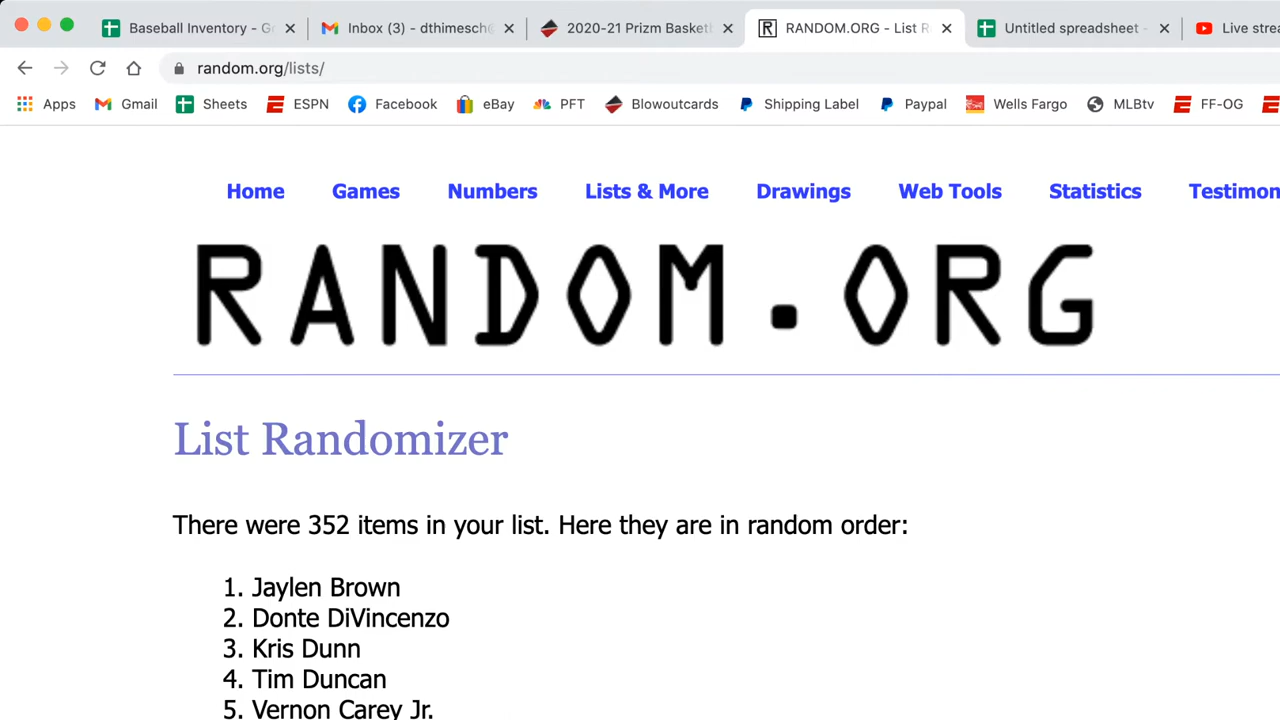 Baseball Inventory - Go
Inbox (3) - dthimesch@
2020-21 Prizm Basketb
RANDOM.ORG - List R
Untitled spreadsheet -
Live strea
random.org/lists/
Apps
Gmail
Sheets
ESPN
Facebook
eBay
PFT
Blowoutcards
Shipping Label
Paypal
Wells Fargo
MLBtv
FF-OG
Home
Games
Numbers
Lists & More
Drawings
Web Tools
Statistics
Testimon
RANDOM.ORG
List Randomizer
There were 352 items in your list. Here they are in random order:
1. Jaylen Brown
2. Donte DiVincenzo
3. Kris Dunn
4. Tim Duncan
5. Vernon Carey Jr.